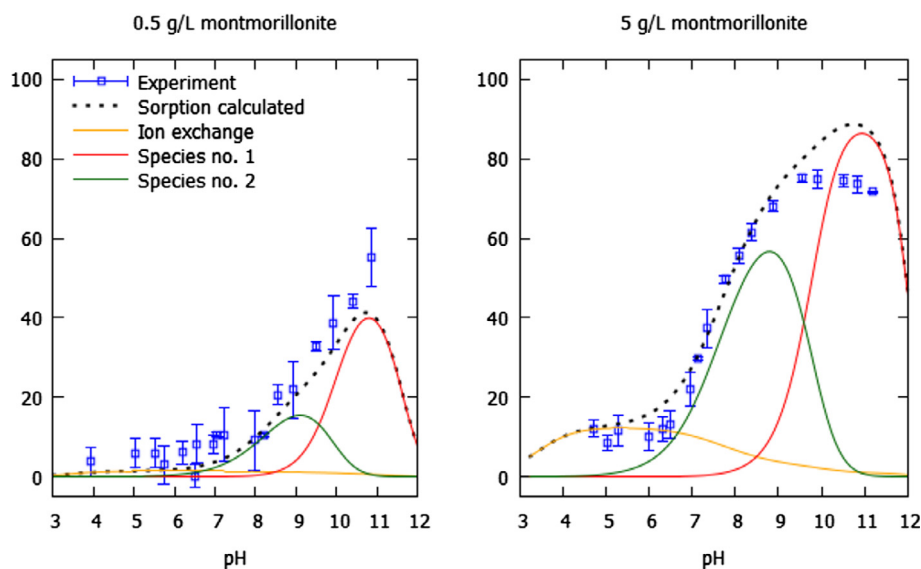 0.5 g/L montmorillonite
5 g/L montmorillonite
100
80
60
40
20
0
Experiment
Sorption calculated
Ion exchange
Species no. 1
Species no. 2
3 4 5 6 7 8 9 10 11 12
pH
100
80
60
40
20
0
3 4 5 6 7 8 9 10 11 12
pH